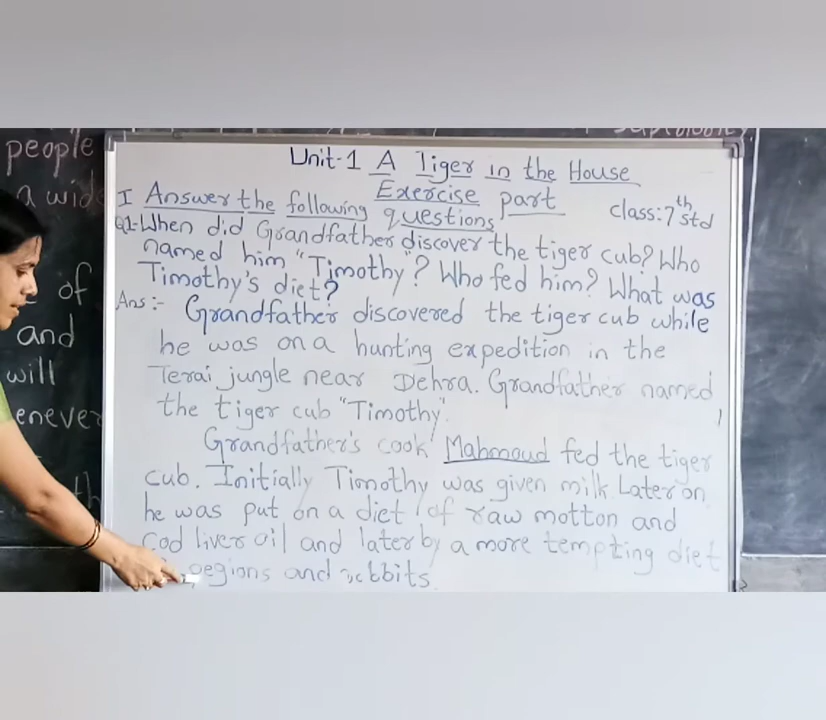 people
a wide
of
and
will
enever
Unit-1 A Tiger in the House
Exercise part
Class: 7th std
I Answer the following questions
Q1- When did Grandfather discover the tiger cub? Who
named him "Timothy"? Who fed him? What was
Timothy's diet?
Ans :- Grandfather discovered the tiger cub while
he was on a hunting expedition in the
Terai jungle near Dehra. Grandfather named
the tiger cub "Timothy".
Grandfather's cook Mahmoud fed the tiger
cub. Initially Timothy was given milk. Later on
he was put on a diet of raw motton and
Cod liver oil and later by a more tempting diet
pegions and